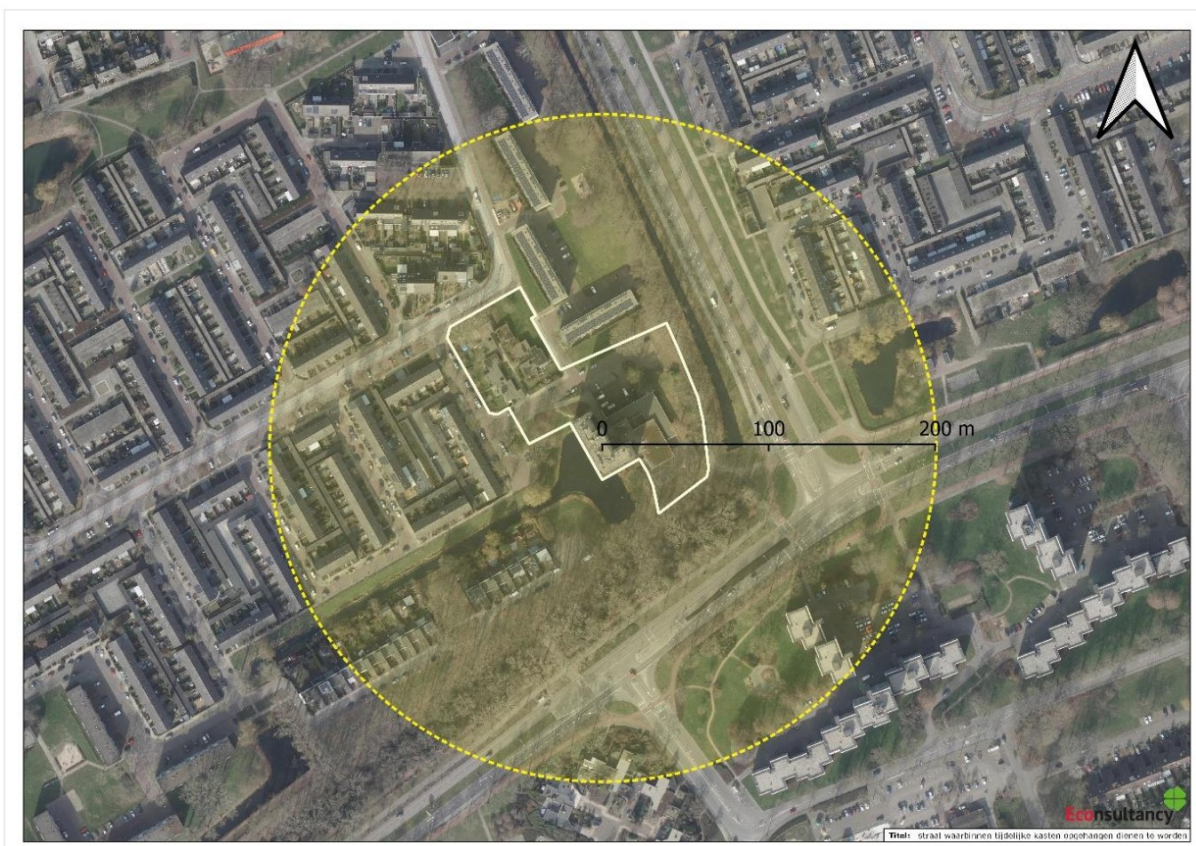 0 100 200 m
Econsultancy
Titel: straal waarbinnen tijdelijke kasten opgehangen dienen te worden